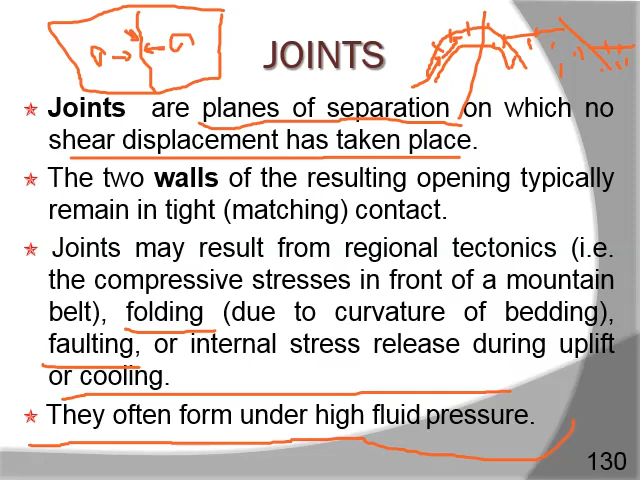 JOINTS
Joints are planes of separation on which no
shear displacement has taken place.
The two walls of the resulting opening typically
remain in tight (matching) contact.
Joints may result from regional tectonics (i.e.
the compressive stresses in front of a mountain
belt), folding (due to curvature of bedding),
faulting, or internal stress release during uplift
or cooling.
They often form under high fluid pressure.
130